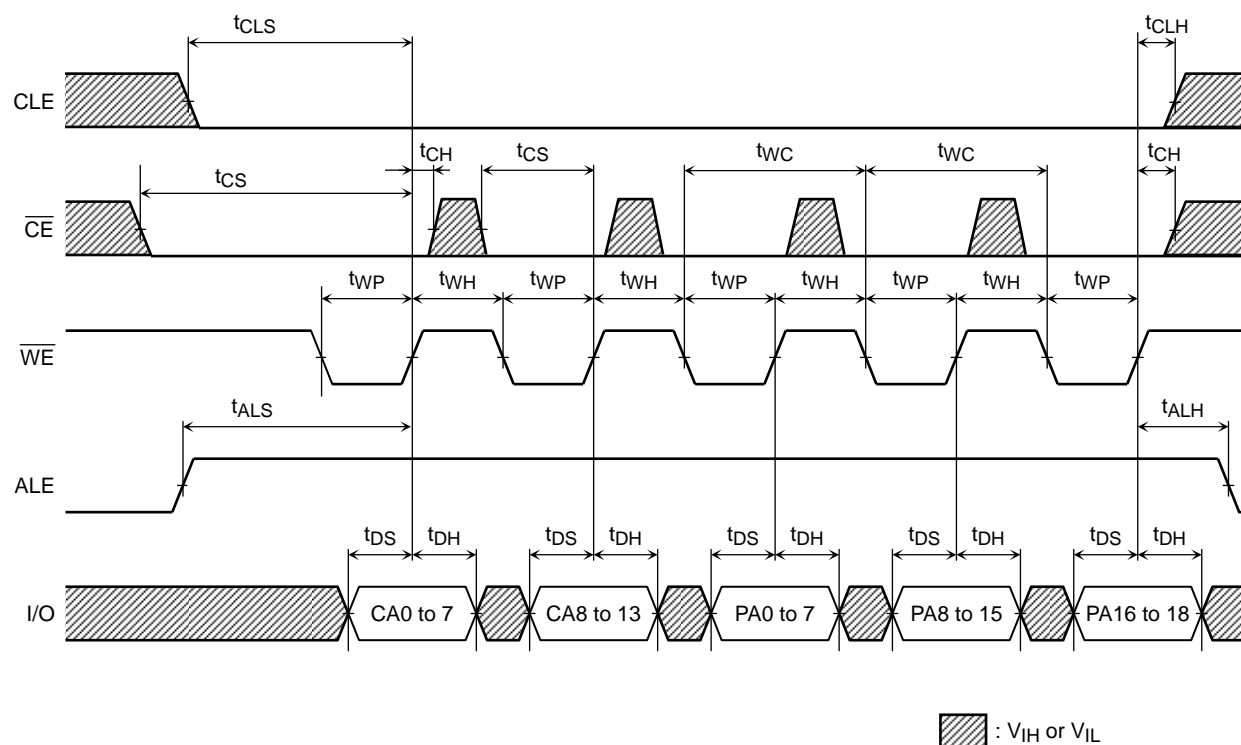 tCLS tCLH
CLE
tCH tCS tWC tWC tCH
tCS
CE
tWP tWH tWP tWH tWP tWH tWP tWH tWP
WE
tALS tALH
ALE
tDS tDH tDS tDH tDS tDH tDS tDH tDS tDH
I/O CA0 to 7 CA8 to 13 PA0 to 7 PA8 to 15 PA16 to 18
: VIH or VIL